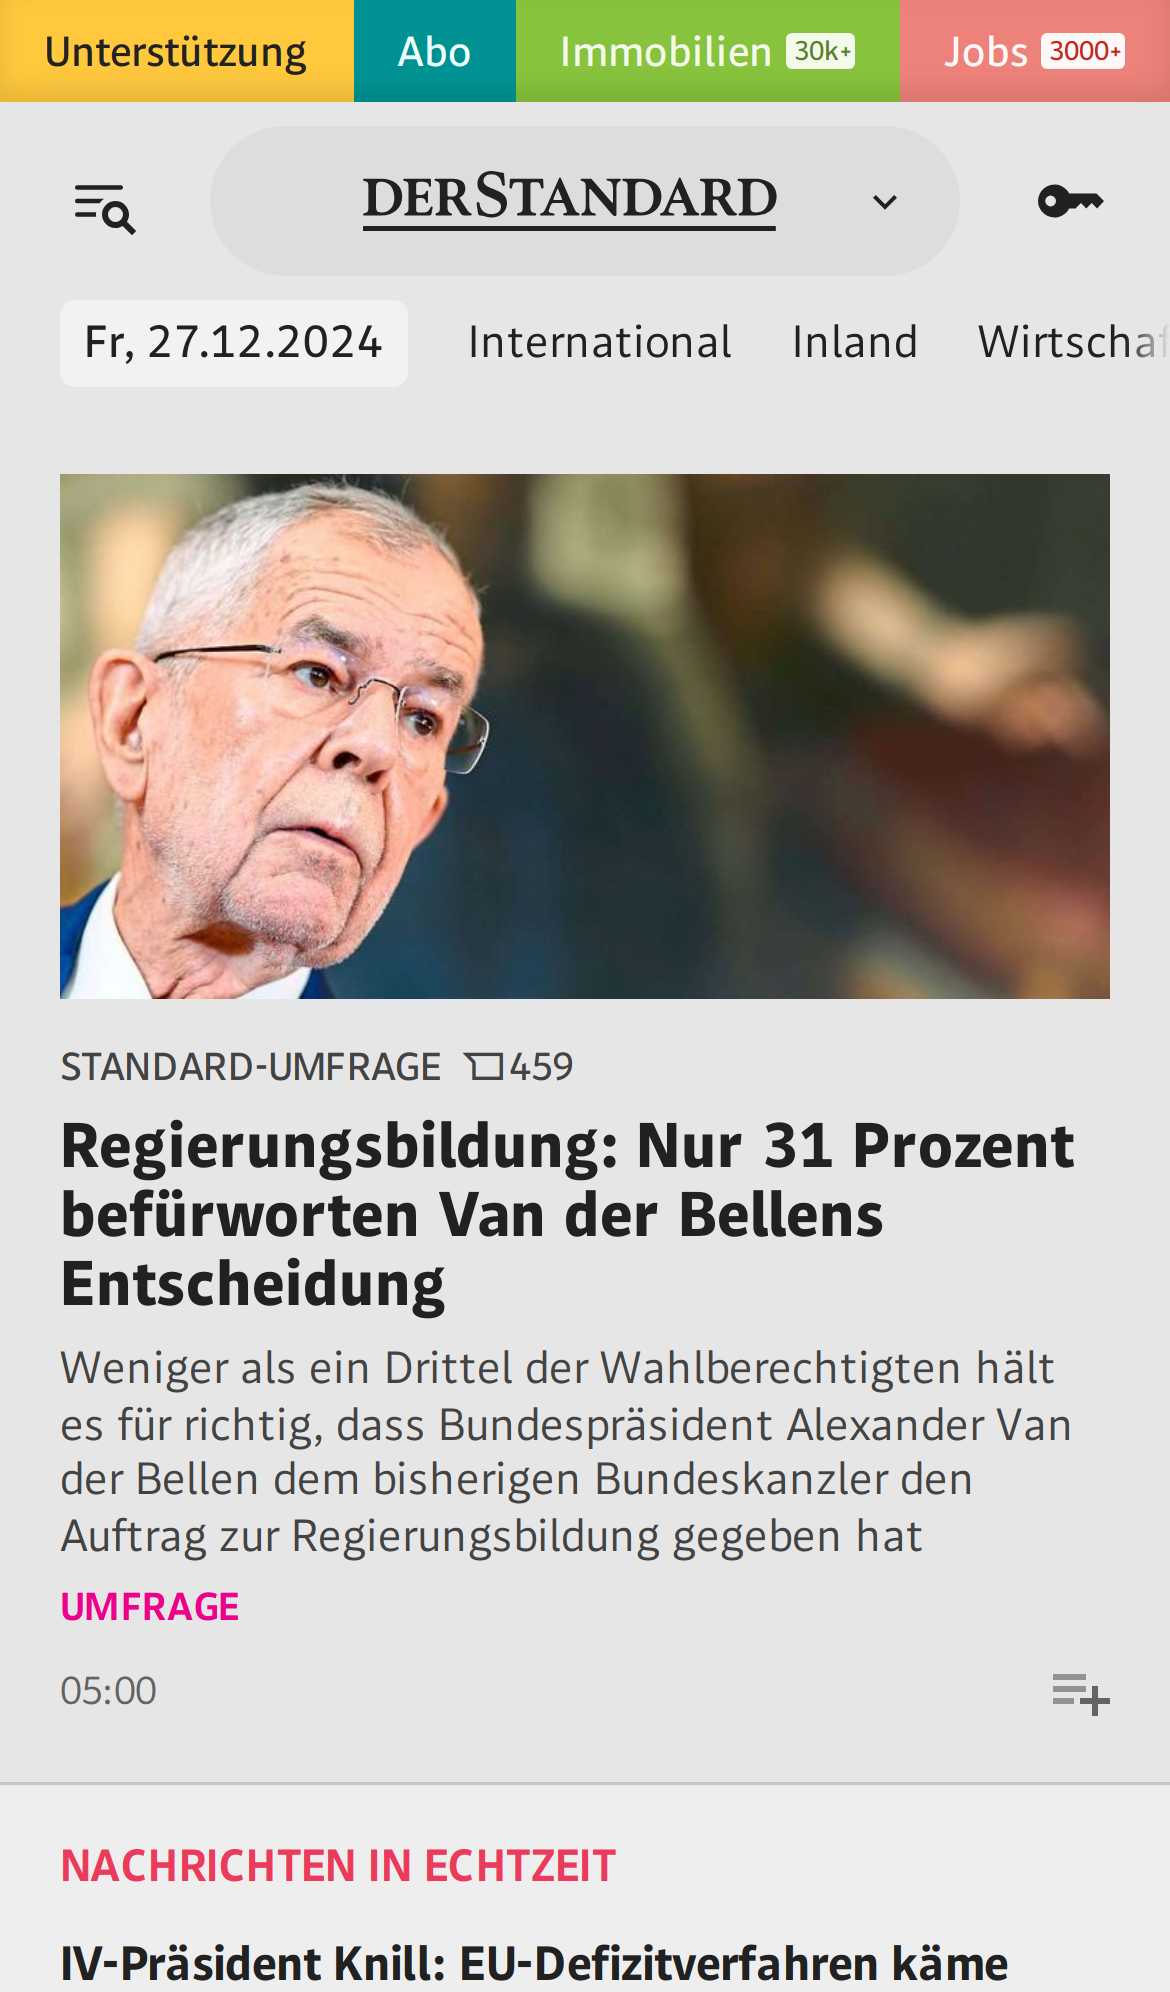 Unterstützung
Abo
Immobilien 30k+
Jobs 3000+
DERSTANDARD
Fr, 27.12.2024
International
Inland
Wirtschaf
STANDARD-UMFRAGE 459
Regierungsbildung: Nur 31 Prozent
befürworten Van der Bellens
Entscheidung
Weniger als ein Drittel der Wahlberechtigten hält
es für richtig, dass Bundespräsident Alexander Van
der Bellen dem bisherigen Bundeskanzler den
Auftrag zur Regierungsbildung gegeben hat
UMFRAGE
05:00
NACHRICHTEN IN ECHTZEIT
IV-Präsident Knill: EU-Defizitverfahren käme